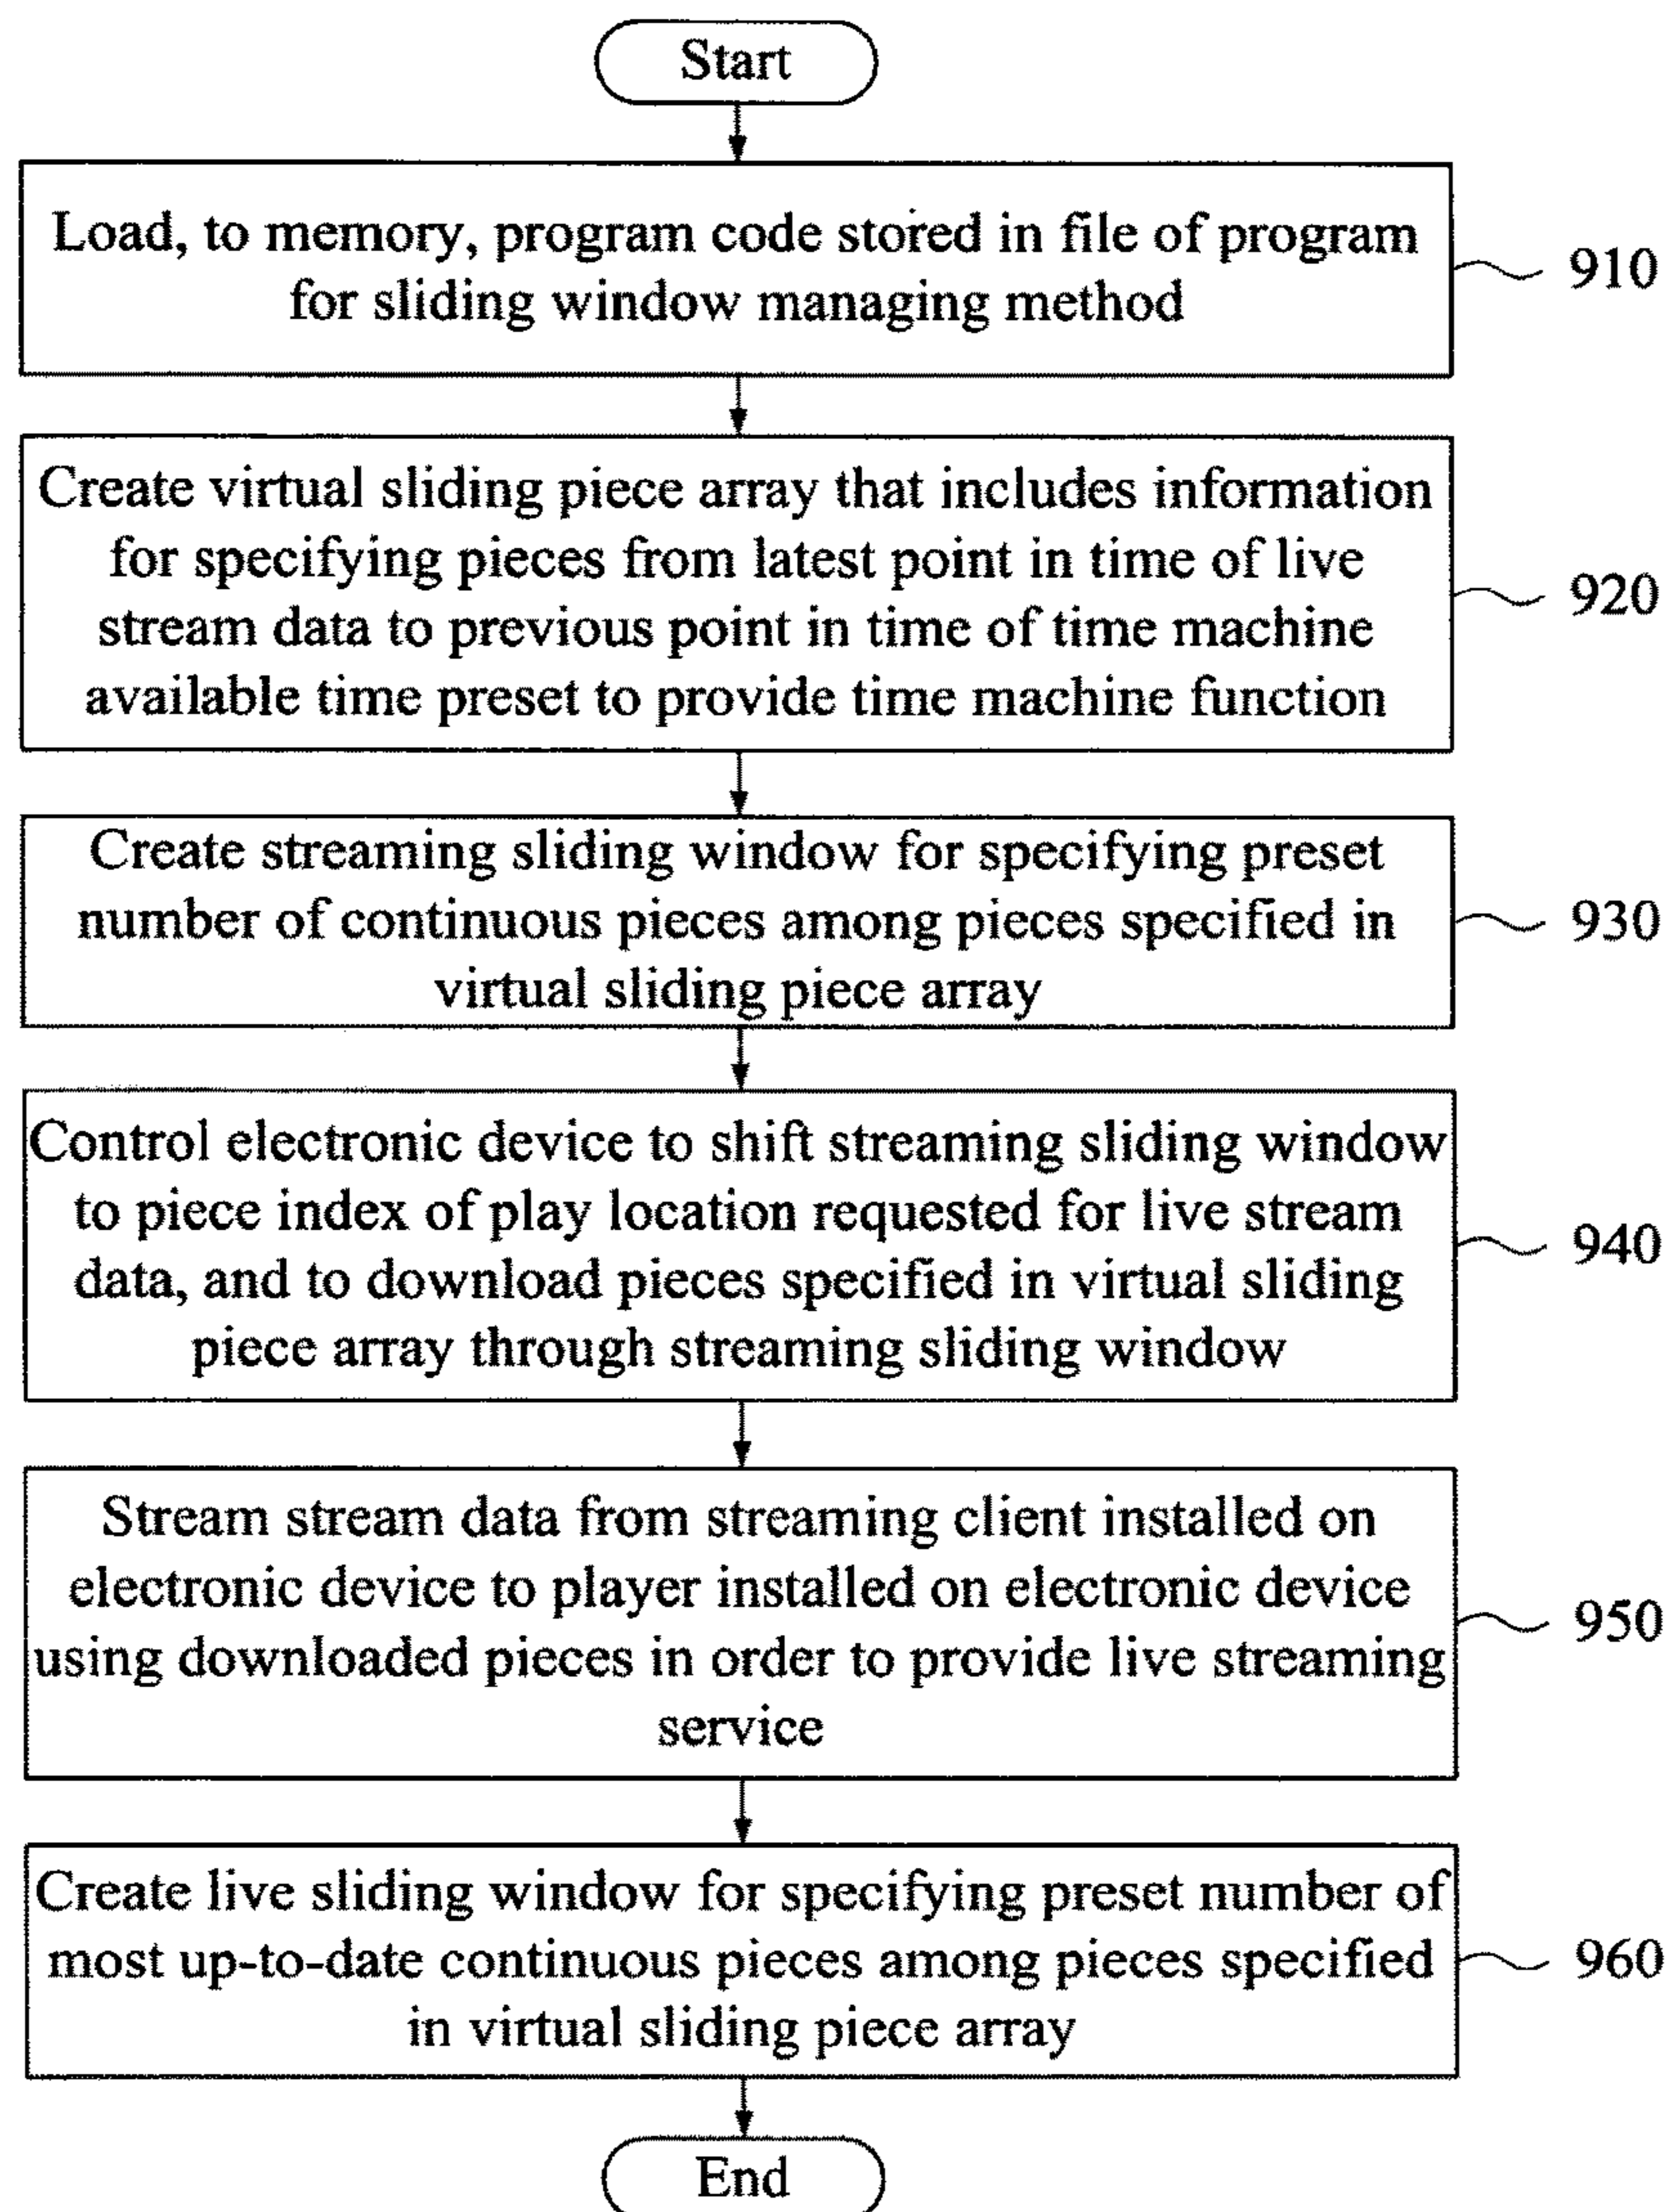 Start
Load, to memory, program code stored in file of program
for sliding window managing method
910
Create virtual sliding piece array that includes information
for specifying pieces from latest point in time of live
stream data to previous point in time of time machine
available time preset to provide time machine function
920
Create streaming sliding window for specifying preset
number of continuous pieces among pieces specified in
virtual sliding piece array
930
Control electronic device to shift streaming sliding window
to piece index of play location requested for live stream
data, and to download pieces specified in virtual sliding
piece array through streaming sliding window
940
Stream stream data from streaming client installed on
electronic device to player installed on electronic device
using downloaded pieces in order to provide live streaming
service
950
Create live sliding window for specifying preset number of
most up-to-date continuous pieces among pieces specified
in virtual sliding piece array
960
End